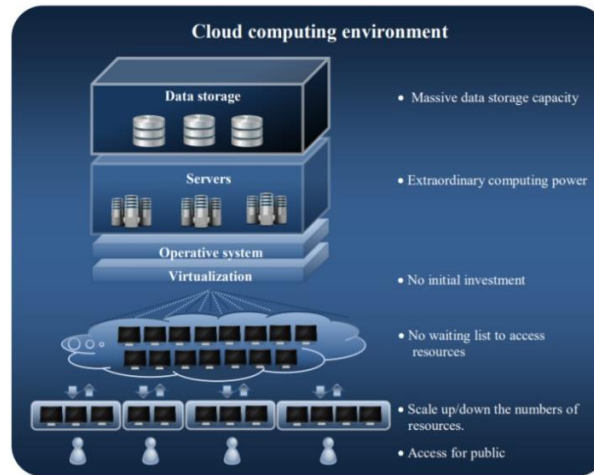 Cloud computing environment
Data storage
• Massive data storage capacity
Servers
• Extraordinary computing power
Operative system
Virtualization
• No initial investment
• No waiting list to access
resources
• Scale up/down the numbers of
resources.
• Access for public